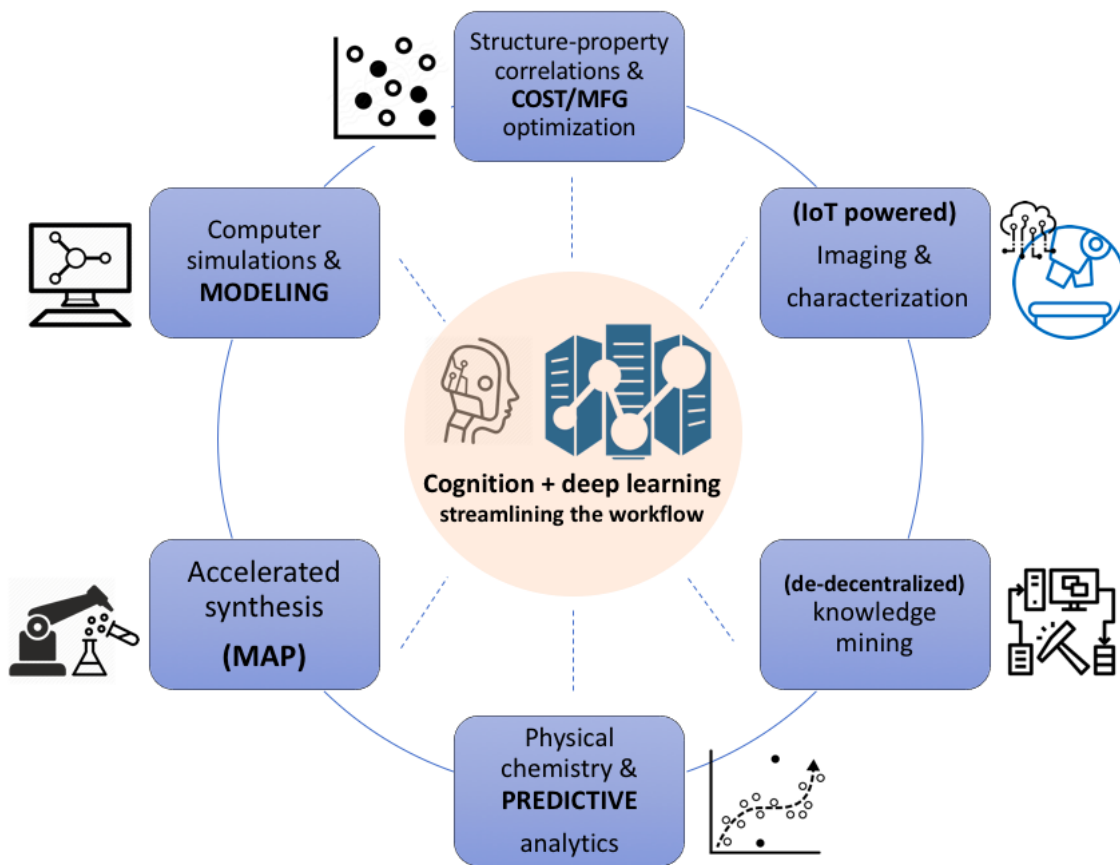 Structure-property
correlations &
COST/MFG
optimization
(IoT powered)
Imaging &
characterization
(de-decentralized)
knowledge
mining
Physical
chemistry &
PREDICTIVE
analytics
Accelerated
synthesis
(MAP)
Computer
simulations &
MODELING
Cognition + deep learning
streamlining the workflow